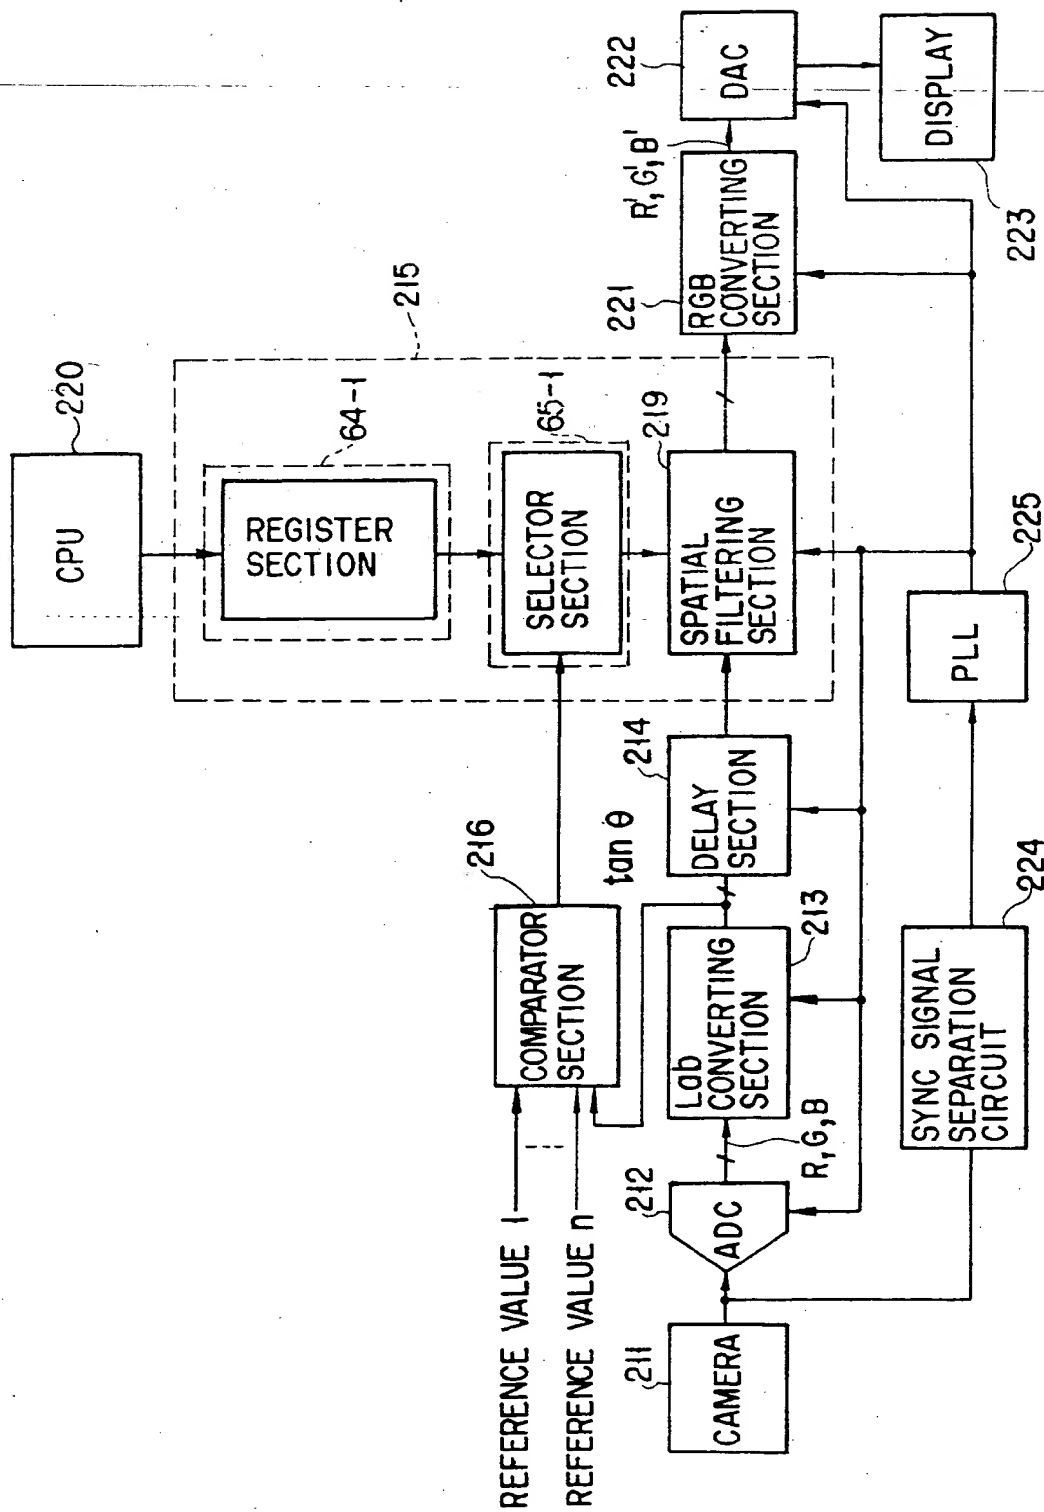 CPU
220
215
REGISTER
SECTION
64-1
SELECTOR
SECTION
65-1
REFERENCE VALUE 1
REFERENCE VALUE n
COMPARATOR
SECTION
216
tan θ
CAMERA
211
ADC
212
R, G, B
Lab
CONVERTING
SECTION
213
DELAY
SECTION
214
SPATIAL
FILTERING
SECTION
219
RGB
CONVERTING
SECTION
221
R', G', B'
DAC
222
DISPLAY
223
SYNC SIGNAL
SEPARATION
CIRCUIT
224
PLL
225